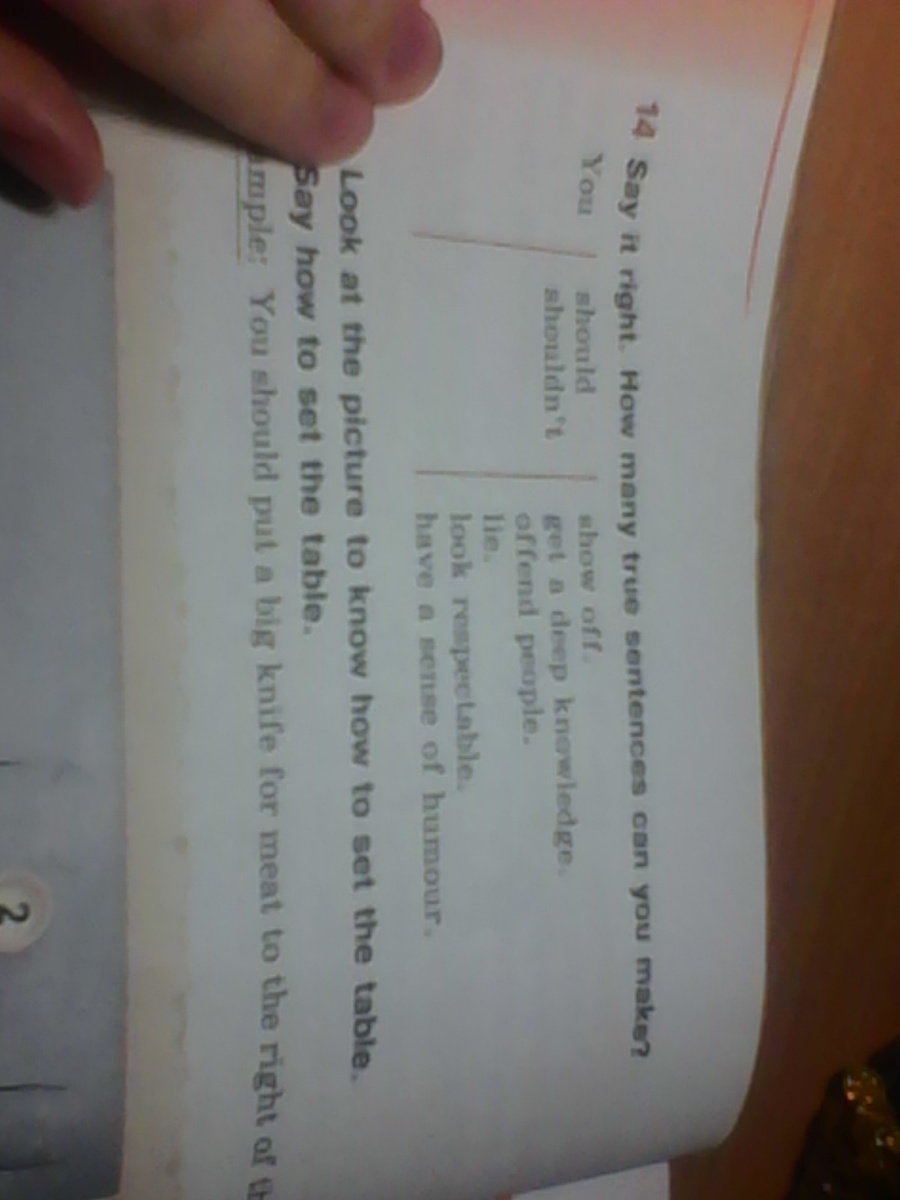 14 Say it right. How many true sentences can you make?
You should show off.
shouldn't get a deep knowledge.
offend people.
lie.
look respectable.
have a sense of humour.
Look at the picture to know how to set the table.
Say how to set the table.
You should put a big knife for meat to the right of
2